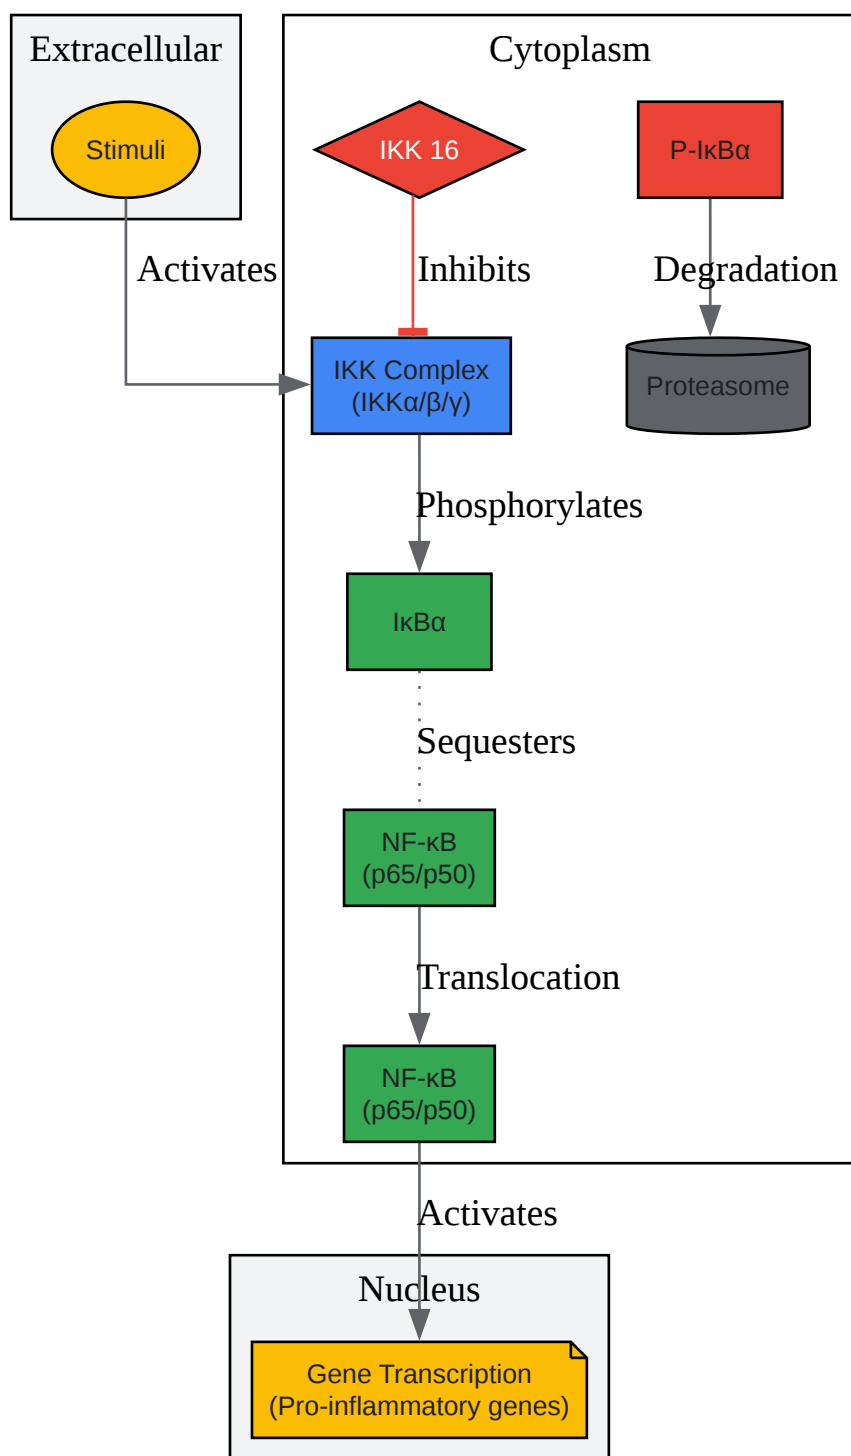 Extracellular
Cytoplasm
Stimuli
IKK 16
P-IκBα
Activates
Inhibits
Degradation
IKK Complex
(IKKα/β/γ)
Proteasome
Phosphorylates
IκBα
Sequesters
NF-κB
(p65/p50)
Translocation
NF-κB
(p65/p50)
Activates
Nucleus
Gene Transcription
(Pro-inflammatory genes)